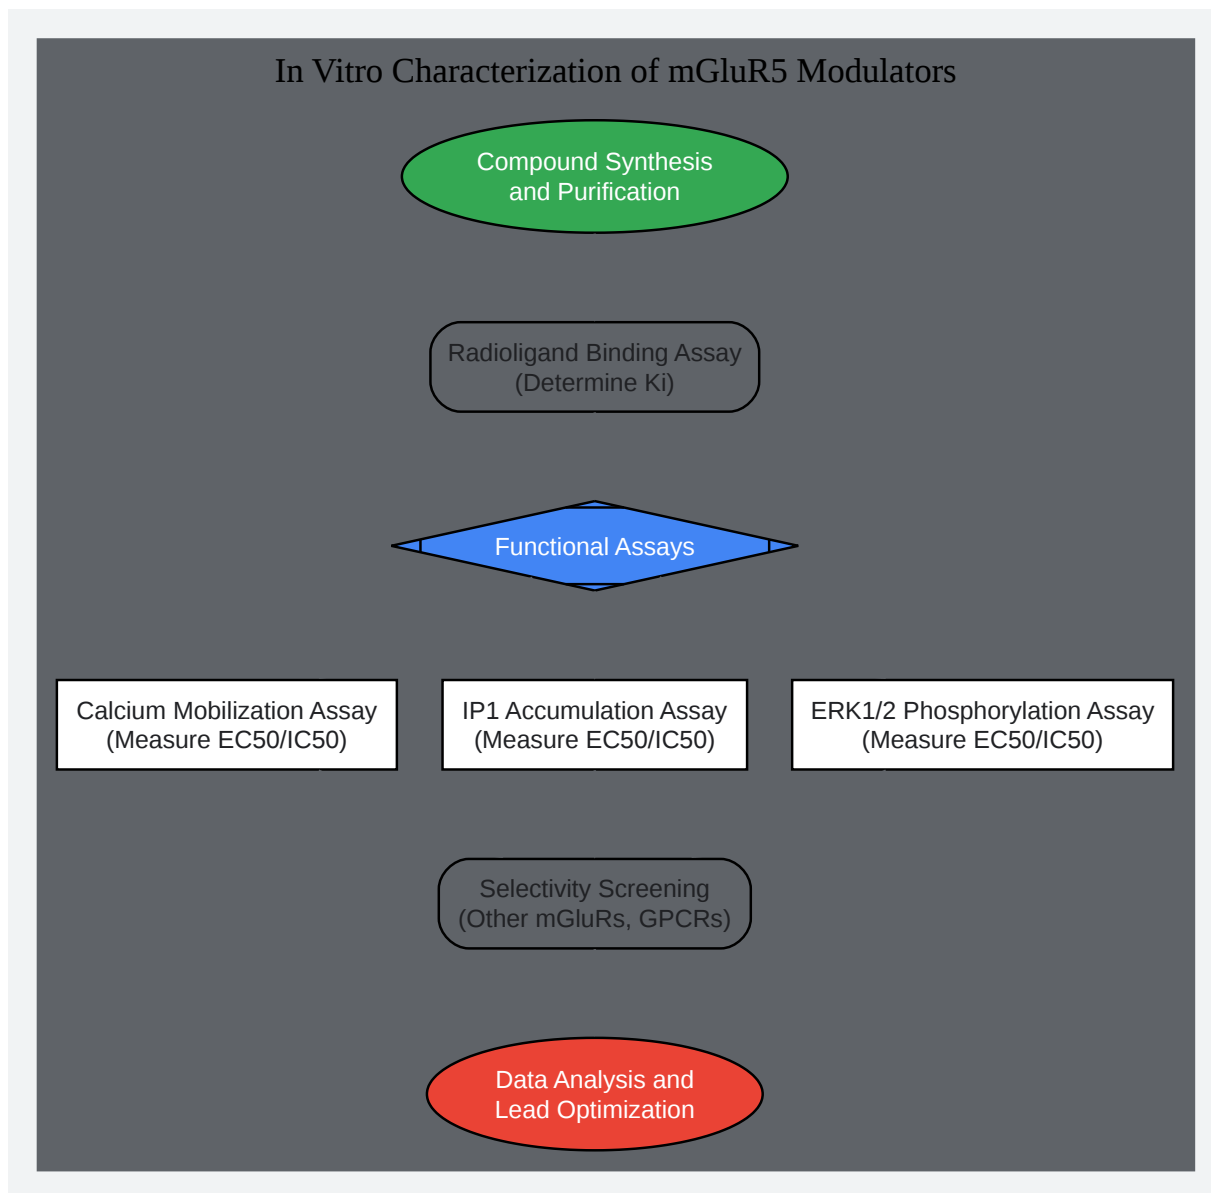 In Vitro Characterization of mGluR5 Modulators
Compound Synthesis
and Purification
Radioligand Binding Assay
(Determine Ki)
Functional Assays
Calcium Mobilization Assay
(Measure EC50/IC50)
IP1 Accumulation Assay
(Measure EC50/IC50)
ERK1/2 Phosphorylation Assay
(Measure EC50/IC50)
Selectivity Screening
(Other mGluRs, GPCRs)
Data Analysis and
Lead Optimization